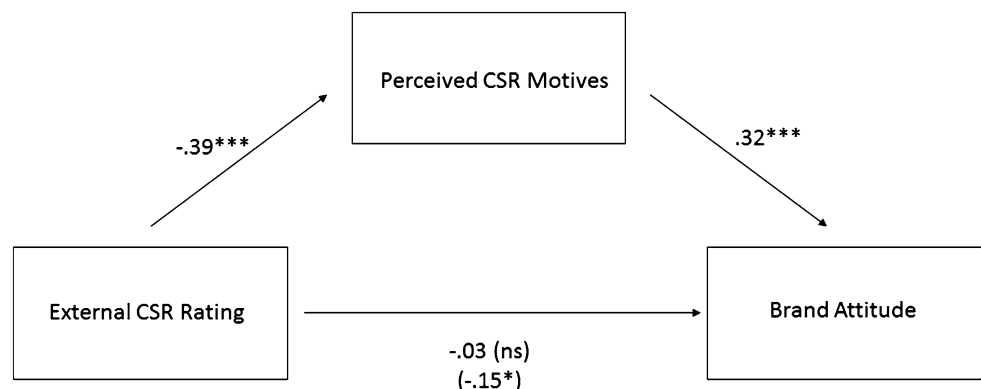 Perceived CSR Motives
-.39***
.32***
External CSR Rating
Brand Attitude
-.03 (ns)
(-.15*)